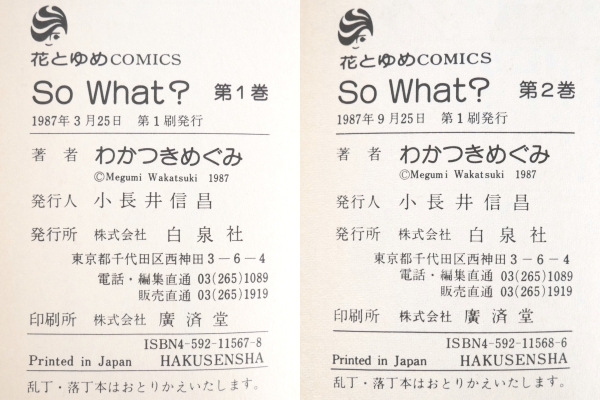 花とゆめCOMICS
So What? 第1巻
1987年3月25日 第1刷発行
著者 わかつきめぐみ
©Megumi Wakatsuki 1987
発行人 小長井信昌
発行所 株式会社 白泉社
東京都千代田区西神田3-6-4
電話・編集直通 03(265)1089
販売直通 03(265)1919
印刷所 株式会社 廣済堂
ISBN4-592-11567-8
Printed in Japan HAKUSENSHA
乱丁・落丁本はおとりかえいたします。
花とゆめCOMICS
So What? 第2巻
1987年9月25日 第1刷発行
著者 わかつきめぐみ
©Megumi Wakatsuki 1987
発行人 小長井信昌
発行所 株式会社 白泉社
東京都千代田区西神田3-6-4
電話・編集直通 03(265)1089
販売直通 03(265)1919
印刷所 株式会社 廣済堂
ISBN4-592-11568-6
Printed in Japan HAKUSENSHA
乱丁・落丁本はおとりかえいたします。